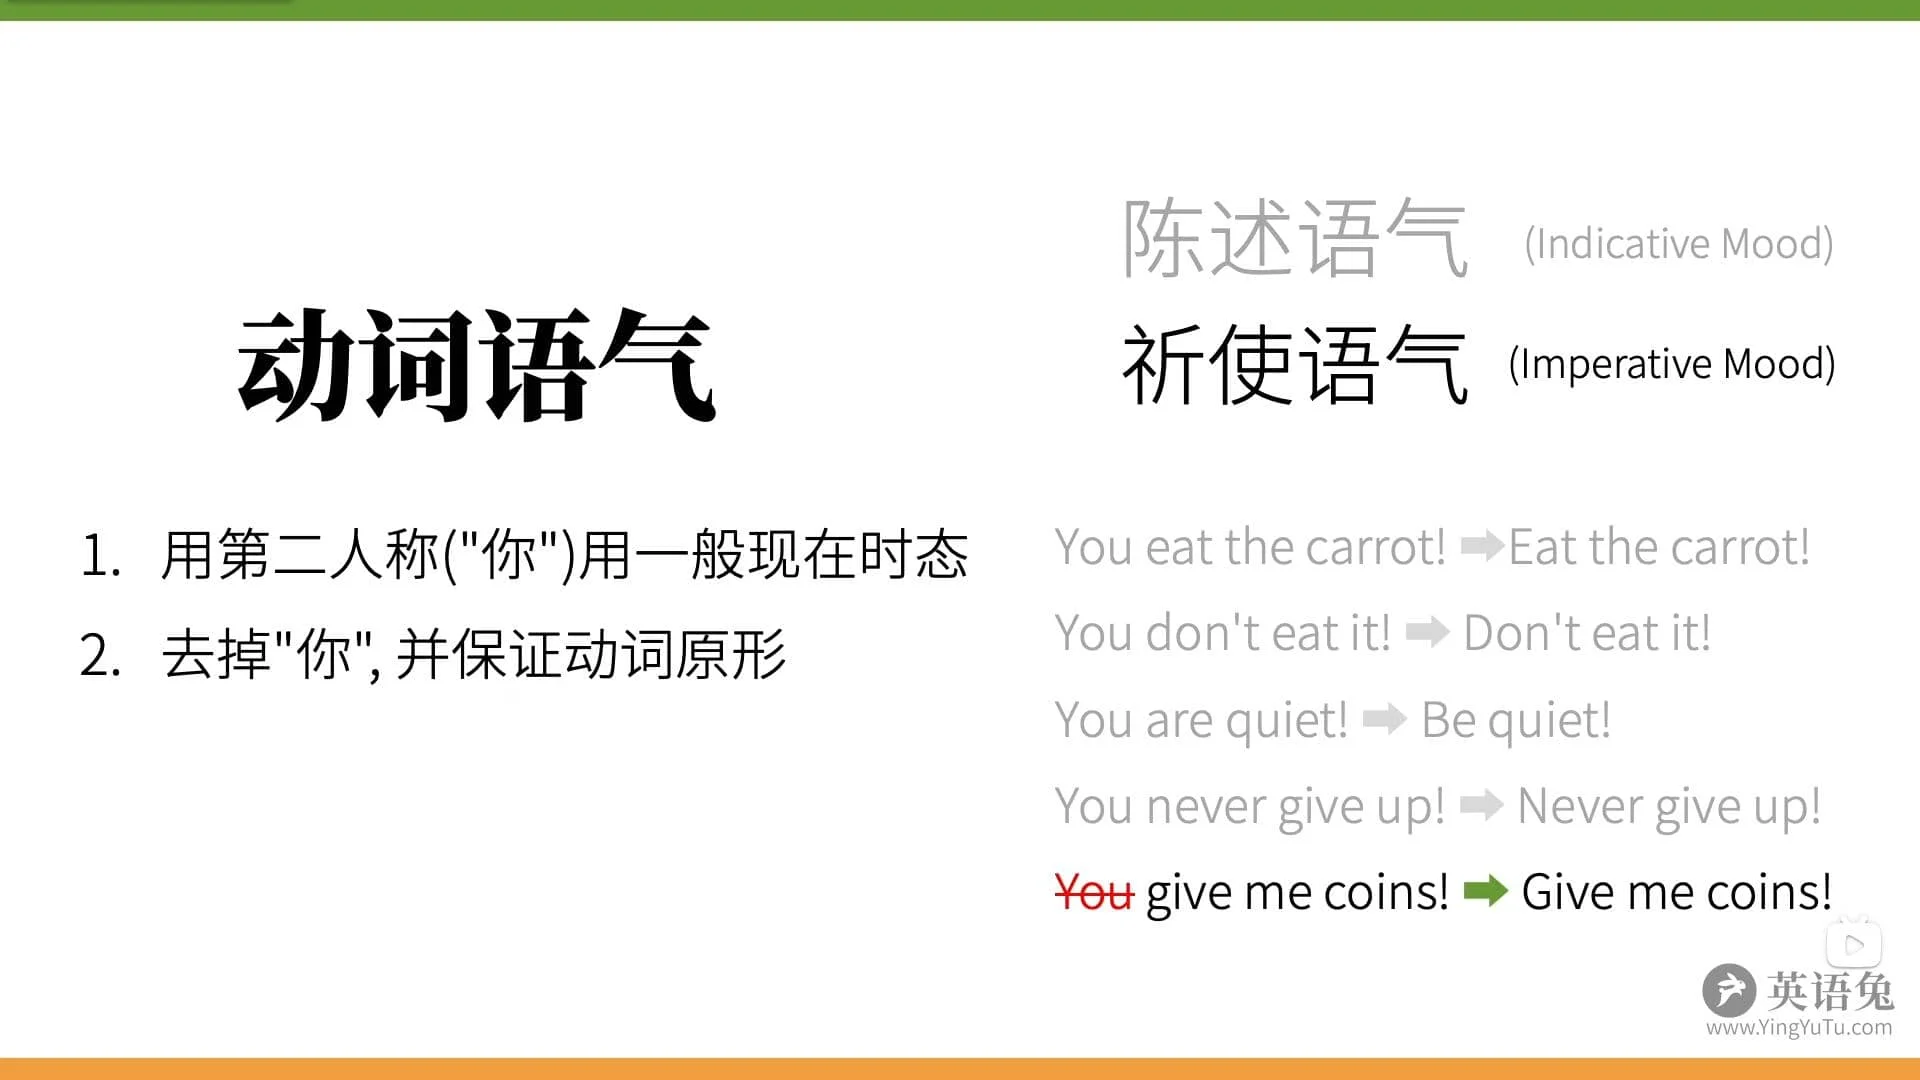 动词语气
1. 用第二人称("你")用一般现在时态
2. 去掉"你", 并保证动词原形
陈述语气 (Indicative Mood)
祈使语气 (Imperative Mood)
You eat the carrot! ➡ Eat the carrot!
You don't eat it! ➡ Don't eat it!
You are quiet! ➡ Be quiet!
You never give up! ➡ Never give up!
You give me coins! ➡ Give me coins!
英语兔
www.YingYuTu.com